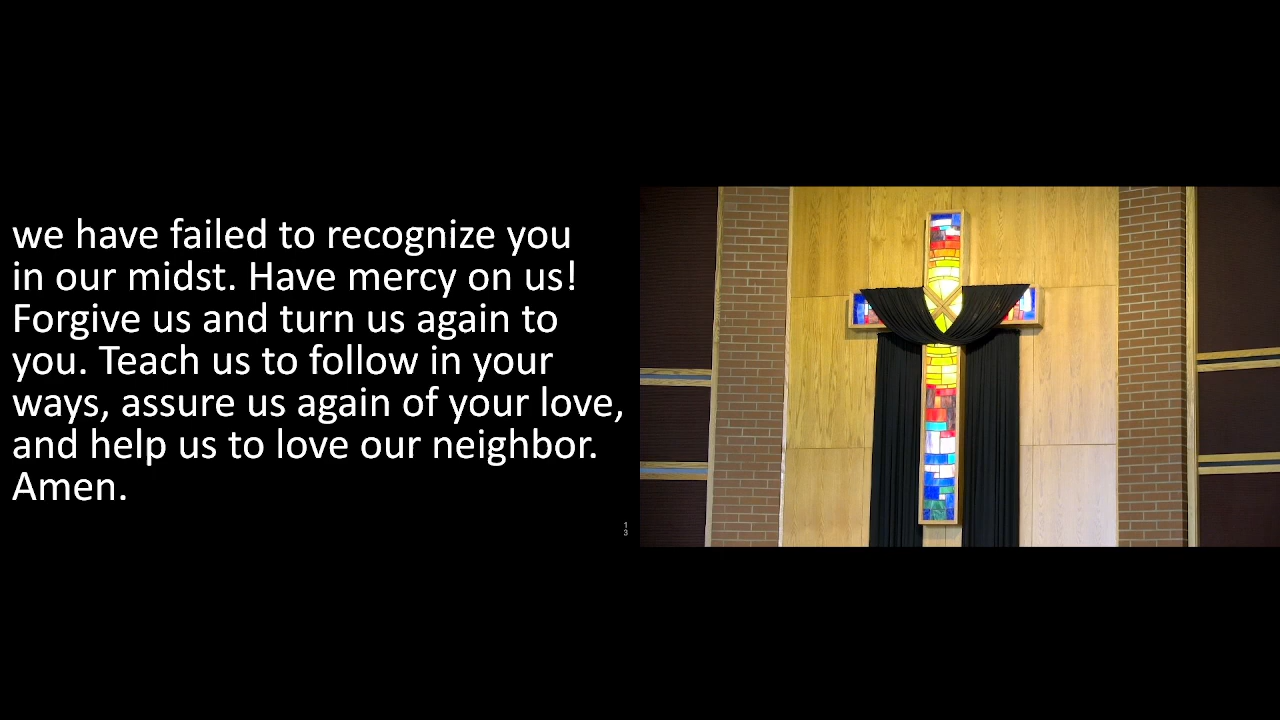 we have failed to recognize you
in our midst. Have mercy on us!
Forgive us and turn us again to
you. Teach us to follow in your
ways, assure us again of your love,
and help us to love our neighbor.
Amen.
1
3